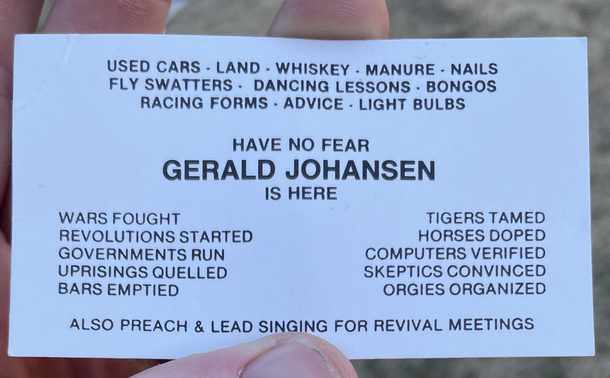 USED CARS · LAND · WHISKEY · MANURE · NAILS
FLY SWATTERS · DANCING LESSONS · BONGOS
RACING FORMS · ADVICE · LIGHT BULBS
HAVE NO FEAR
GERALD JOHANSEN
IS HERE
WARS FOUGHT
REVOLUTIONS STARTED
GOVERNMENTS RUN
UPRISINGS QUELLED
BARS EMPTIED
TIGERS TAMED
HORSES DOPED
COMPUTERS VERIFIED
SKEPTICS CONVINCED
ORGIES ORGANIZED
ALSO PREACH & LEAD SINGING FOR REVIVAL MEETINGS